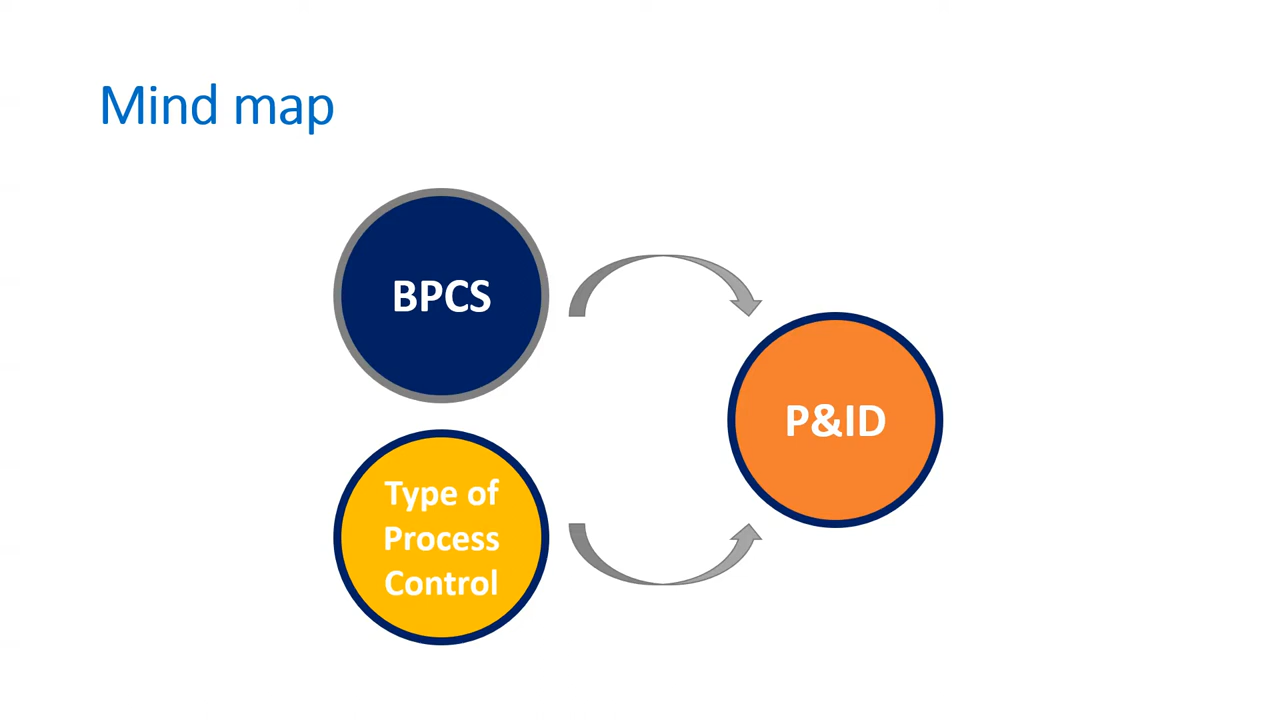 Mind map
BPCS
P&ID
Type of
Process
Control